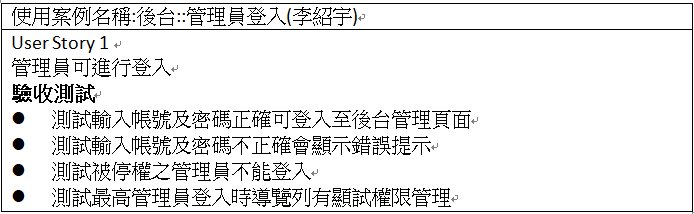 使用案例名稱:後台::管理員登入(李紹宇)
User Story 1
管理員可進行登入
驗收測試
● 測試輸入帳號及密碼正確可登入至後台管理頁面
● 測試輸入帳號及密碼不正確會顯示錯誤提示
● 測試被停權之管理員不能登入
● 測試最高管理員登入時導覽列有顯試權限管理